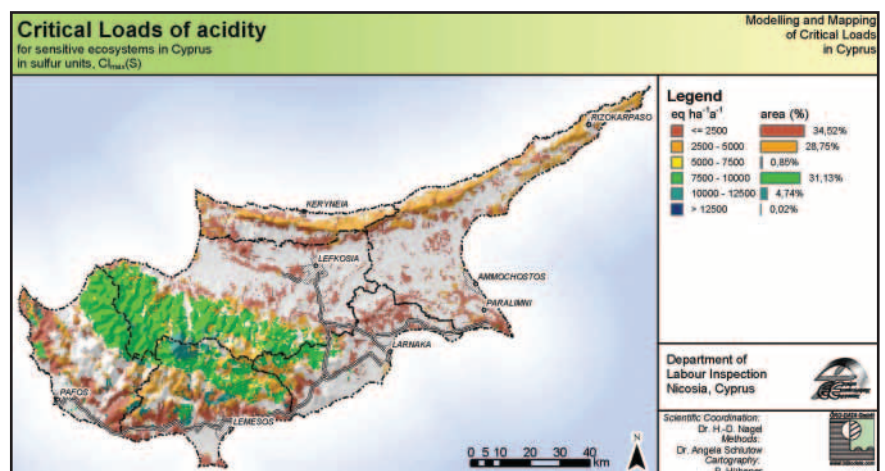 Critical Loads of acidity
for sensitive ecosystems in Cyprus
in sulfur units, Clmax(S)
Modelling and Mapping
of Critical Loads
in Cyprus
Legend
eq ha⁻¹a⁻¹ area (%)
<= 2500 34,52%
2500 - 5000 28,75%
5000 - 7500 0,85%
7500 - 10000 31,13%
10000 - 12500 4,74%
> 12500 0,02%
RIZOKARPASO
KERYNEIA
LEFKOSIA
AMMOCHOSTOS
PARALIMNI
LARNAKA
PAFOS
LEMESOS
N
0 5 10 20 30 40
km
Department of
Labour Inspection
Nicosia, Cyprus
Scientific Coordination:
Dr. H.-D. Nagel
Methods:
Dr. Angela Schlutow
Cartography: